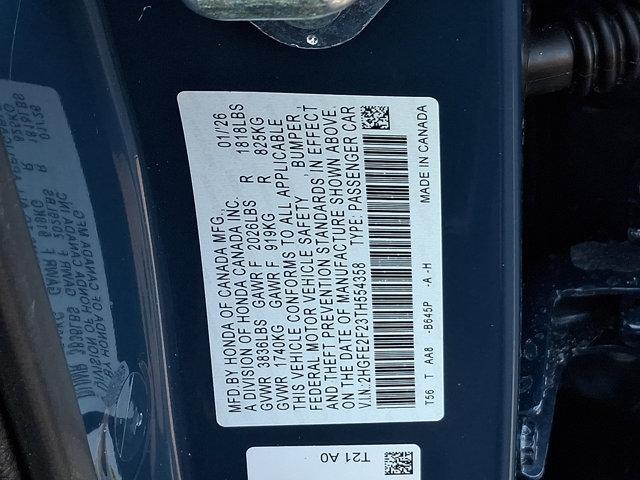 MFD BY HONDA OF CANADA MFG., 01/26
A DIVISION OF HONDA CANADA INC.
GVWR 3836LBS GAWR F 2026LBS R 1818LBS
GVWR 1740KG GAWR F 919KG R 825KG
THIS VEHICLE CONFORMS TO ALL APPLICABLE
FEDERAL MOTOR VEHICLE SAFETY , BUMPER ,
AND THEFT PREVENTION STANDARDS IN EFFECT
ON THE DATE OF MANUFACTURE SHOWN ABOVE.
V.I.N.:2HGFE2F23TH554358 TYPE: PASSENGER CAR
T56 T AA8 -B645P -A -H MADE IN CANADA
T21 A0